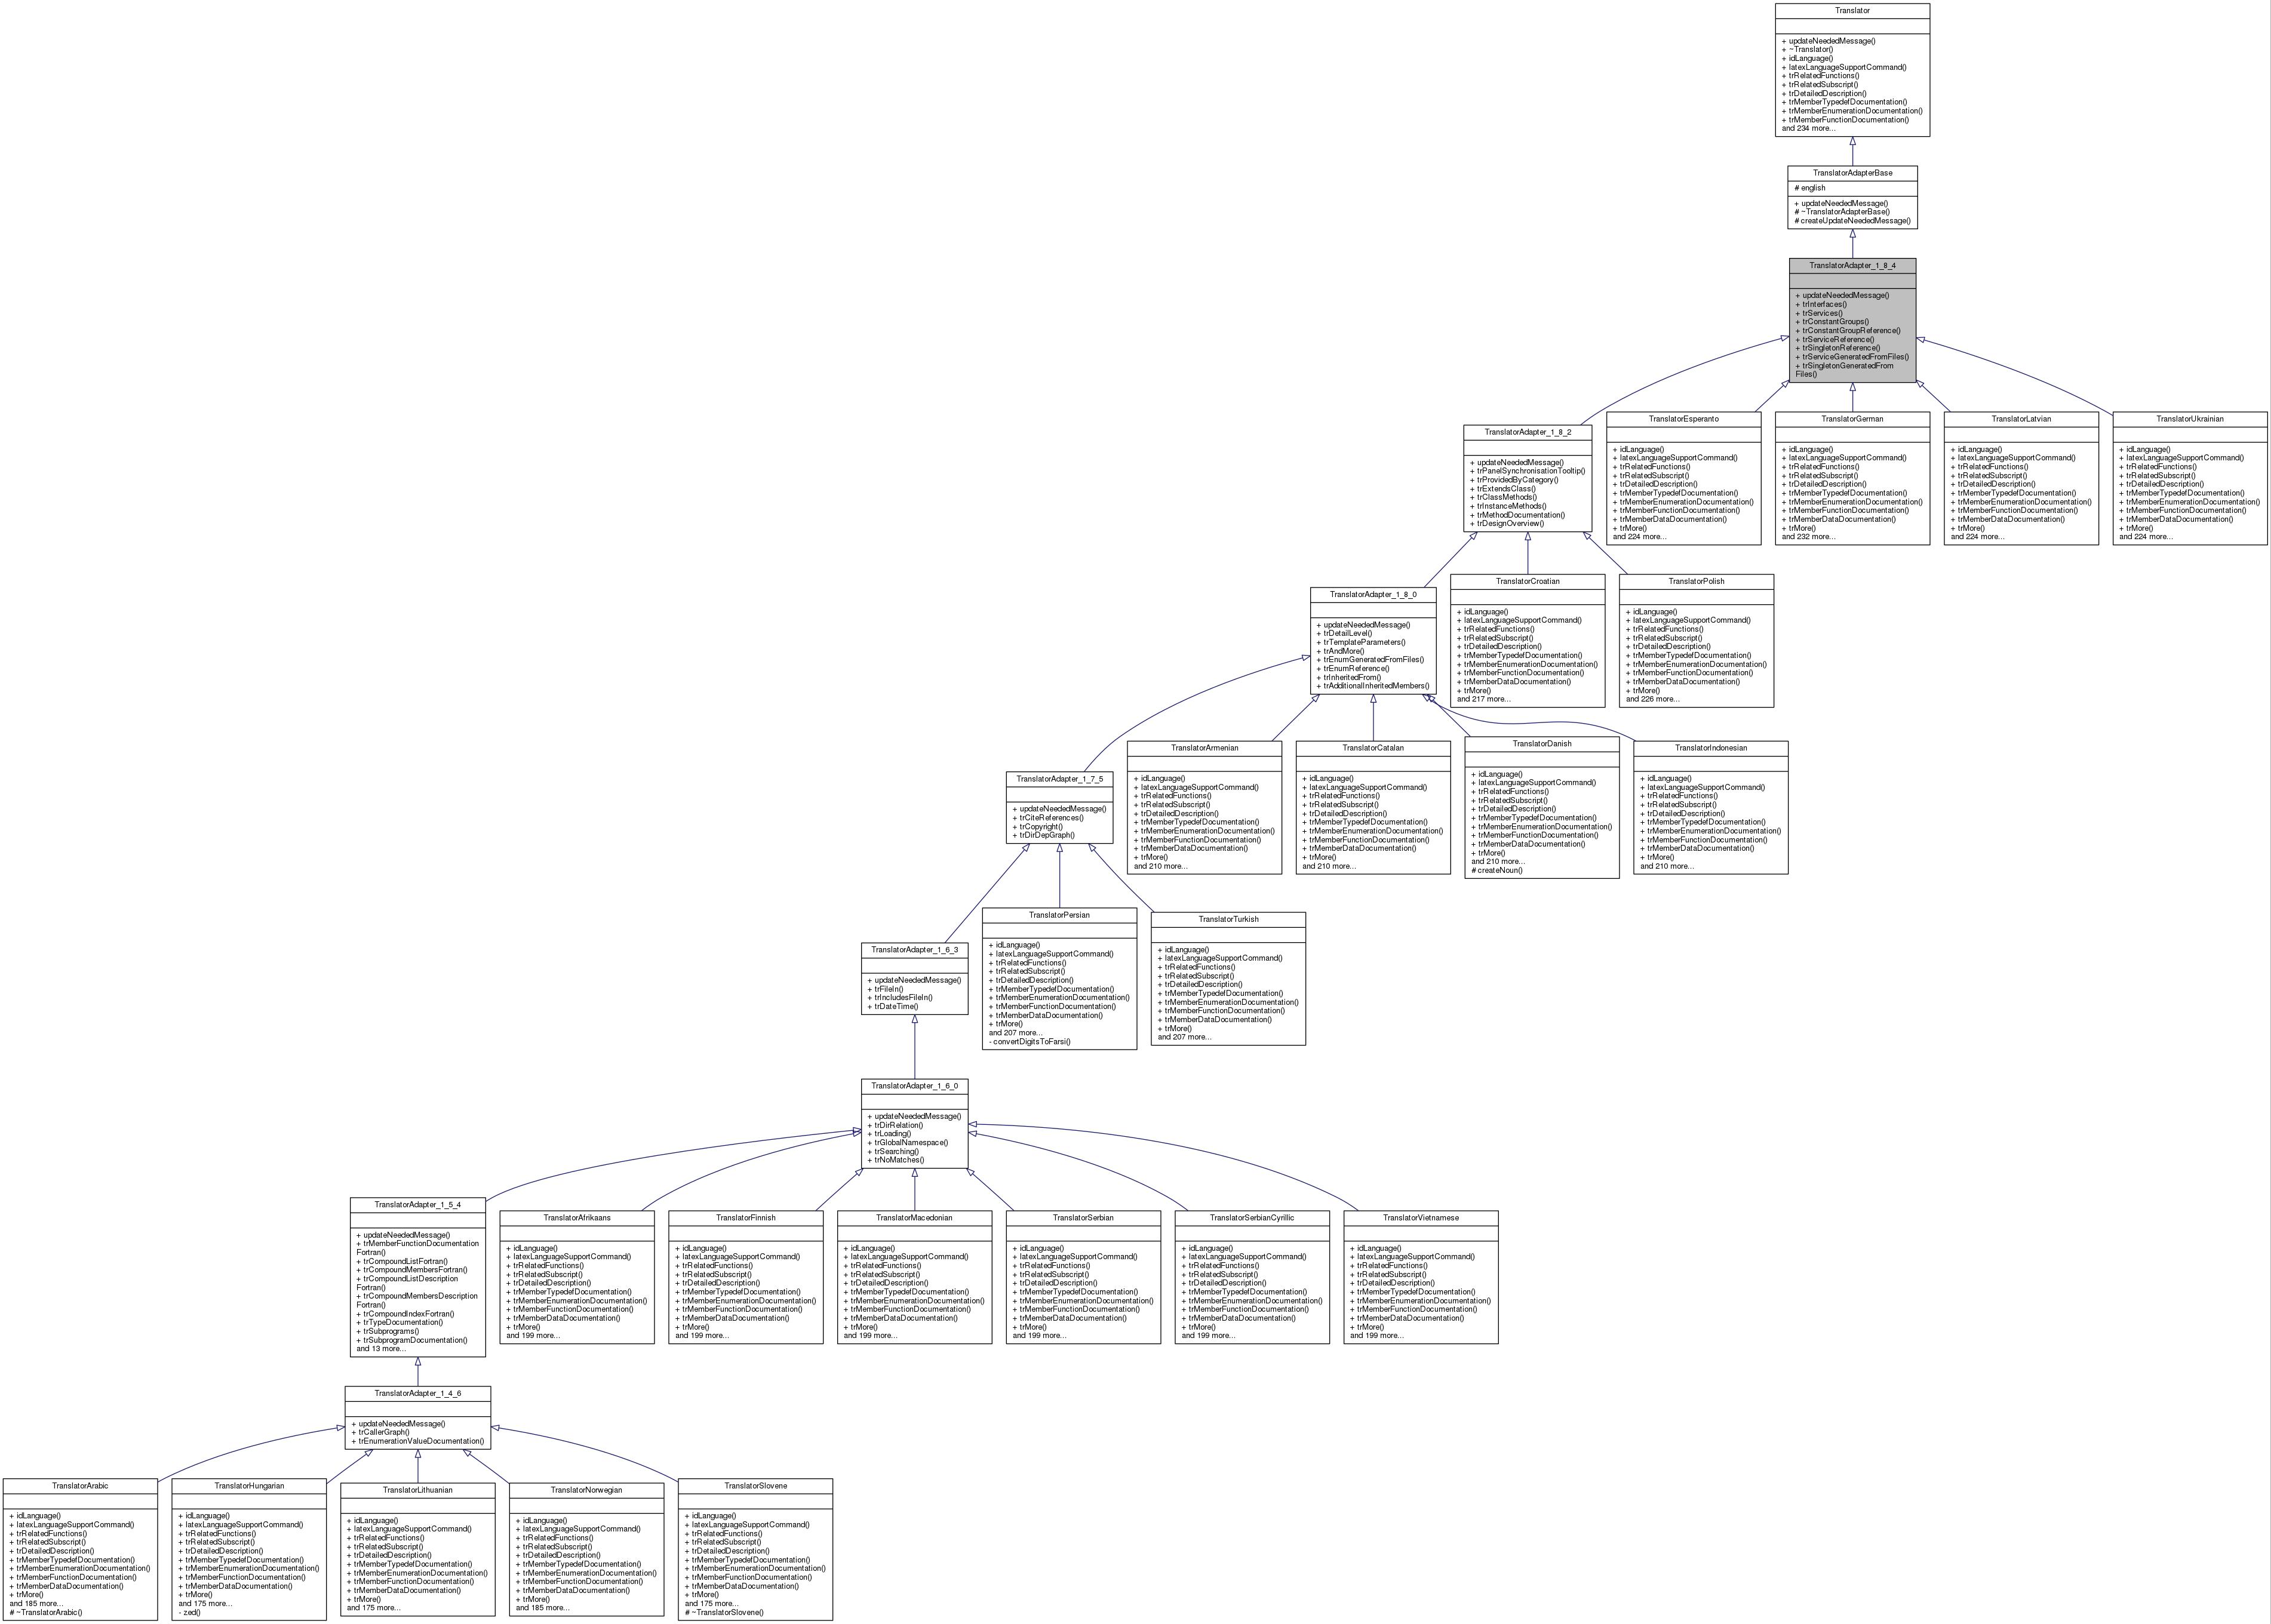 Translator
+ updateNeededMessage()
+ ~Translator()
+ idLanguage()
+ latexLanguageSupportCommand()
+ trRelatedFunctions()
+ trRelatedSubscript()
+ trDetailedDescription()
+ trMemberTypedefDocumentation()
+ trMemberEnumerationDocumentation()
+ trMemberFunctionDocumentation()
and 234 more...
TranslatorAdapterBase
# english
+ updateNeededMessage()
# ~TranslatorAdapterBase()
# createUpdateNeededMessage()
TranslatorAdapter_1_8_4
+ updateNeededMessage()
+ trInterfaces()
+ trServices()
+ trConstantGroups()
+ trConstantGroupReference()
+ trServiceReference()
+ trSingletonReference()
+ trServiceGeneratedFromFiles()
+ trSingletonGeneratedFrom
Files()
TranslatorAdapter_1_8_2
+ updateNeededMessage()
+ trPanelSynchronisationTooltip()
+ trProvidedByCategory()
+ trExtendsClass()
+ trClassMethods()
+ trInstanceMethods()
+ trMethodDocumentation()
+ trDesignOverview()
TranslatorEsperanto
+ idLanguage()
+ latexLanguageSupportCommand()
+ trRelatedFunctions()
+ trRelatedSubscript()
+ trDetailedDescription()
+ trMemberTypedefDocumentation()
+ trMemberEnumerationDocumentation()
+ trMemberFunctionDocumentation()
+ trMemberDataDocumentation()
+ trMore()
and 224 more...
TranslatorGerman
+ idLanguage()
+ latexLanguageSupportCommand()
+ trRelatedFunctions()
+ trRelatedSubscript()
+ trDetailedDescription()
+ trMemberTypedefDocumentation()
+ trMemberEnumerationDocumentation()
+ trMemberFunctionDocumentation()
+ trMemberDataDocumentation()
+ trMore()
and 232 more...
TranslatorLatvian
+ idLanguage()
+ latexLanguageSupportCommand()
+ trRelatedFunctions()
+ trRelatedSubscript()
+ trDetailedDescription()
+ trMemberTypedefDocumentation()
+ trMemberEnumerationDocumentation()
+ trMemberFunctionDocumentation()
+ trMemberDataDocumentation()
+ trMore()
and 224 more...
TranslatorUkrainian
+ idLanguage()
+ latexLanguageSupportCommand()
+ trRelatedFunctions()
+ trRelatedSubscript()
+ trDetailedDescription()
+ trMemberTypedefDocumentation()
+ trMemberEnumerationDocumentation()
+ trMemberFunctionDocumentation()
+ trMemberDataDocumentation()
+ trMore()
and 224 more...
TranslatorAdapter_1_8_0
+ updateNeededMessage()
+ trDetailLevel()
+ trTemplateParameters()
+ trAndMore()
+ trEnumGeneratedFromFiles()
+ trEnumReference()
+ trInheritedFrom()
+ trAdditionalInheritedMembers()
TranslatorCroatian
+ idLanguage()
+ latexLanguageSupportCommand()
+ trRelatedFunctions()
+ trRelatedSubscript()
+ trDetailedDescription()
+ trMemberTypedefDocumentation()
+ trMemberEnumerationDocumentation()
+ trMemberFunctionDocumentation()
+ trMemberDataDocumentation()
+ trMore()
and 217 more...
TranslatorPolish
+ idLanguage()
+ latexLanguageSupportCommand()
+ trRelatedFunctions()
+ trRelatedSubscript()
+ trDetailedDescription()
+ trMemberTypedefDocumentation()
+ trMemberEnumerationDocumentation()
+ trMemberFunctionDocumentation()
+ trMemberDataDocumentation()
+ trMore()
and 226 more...
TranslatorAdapter_1_7_5
+ updateNeededMessage()
+ trCiteReferences()
+ trCopyright()
+ trDirDepGraph()
TranslatorArmenian
+ idLanguage()
+ latexLanguageSupportCommand()
+ trRelatedFunctions()
+ trRelatedSubscript()
+ trDetailedDescription()
+ trMemberTypedefDocumentation()
+ trMemberEnumerationDocumentation()
+ trMemberFunctionDocumentation()
+ trMemberDataDocumentation()
+ trMore()
and 210 more...
TranslatorCatalan
+ idLanguage()
+ latexLanguageSupportCommand()
+ trRelatedFunctions()
+ trRelatedSubscript()
+ trDetailedDescription()
+ trMemberTypedefDocumentation()
+ trMemberEnumerationDocumentation()
+ trMemberFunctionDocumentation()
+ trMemberDataDocumentation()
+ trMore()
and 210 more...
TranslatorDanish
+ idLanguage()
+ latexLanguageSupportCommand()
+ trRelatedFunctions()
+ trRelatedSubscript()
+ trDetailedDescription()
+ trMemberTypedefDocumentation()
+ trMemberEnumerationDocumentation()
+ trMemberFunctionDocumentation()
+ trMemberDataDocumentation()
+ trMore()
and 210 more...
# createNoun()
TranslatorIndonesian
+ idLanguage()
+ latexLanguageSupportCommand()
+ trRelatedFunctions()
+ trRelatedSubscript()
+ trDetailedDescription()
+ trMemberTypedefDocumentation()
+ trMemberEnumerationDocumentation()
+ trMemberFunctionDocumentation()
+ trMemberDataDocumentation()
+ trMore()
and 210 more...
TranslatorAdapter_1_6_3
+ updateNeededMessage()
+ trFileIn()
+ trIncludesFileIn()
+ trDateTime()
TranslatorPersian
+ idLanguage()
+ latexLanguageSupportCommand()
+ trRelatedFunctions()
+ trRelatedSubscript()
+ trDetailedDescription()
+ trMemberTypedefDocumentation()
+ trMemberEnumerationDocumentation()
+ trMemberFunctionDocumentation()
+ trMemberDataDocumentation()
+ trMore()
and 207 more...
- convertDigitsToFarsi()
TranslatorTurkish
+ idLanguage()
+ latexLanguageSupportCommand()
+ trRelatedFunctions()
+ trRelatedSubscript()
+ trDetailedDescription()
+ trMemberTypedefDocumentation()
+ trMemberEnumerationDocumentation()
+ trMemberFunctionDocumentation()
+ trMemberDataDocumentation()
+ trMore()
and 207 more...
TranslatorAdapter_1_6_0
+ updateNeededMessage()
+ trDirRelation()
+ trLoading()
+ trGlobalNamespace()
+ trSearching()
+ trNoMatches()
TranslatorAdapter_1_5_4
+ updateNeededMessage()
+ trMemberFunctionDocumentation
Fortran()
+ trCompoundListFortran()
+ trCompoundMembersFortran()
+ trCompoundListDescription
Fortran()
+ trCompoundMembersDescription
Fortran()
+ trCompoundIndexFortran()
+ trTypeDocumentation()
+ trSubprograms()
+ trSubprogramDocumentation()
and 13 more...
TranslatorAfrikaans
+ idLanguage()
+ latexLanguageSupportCommand()
+ trRelatedFunctions()
+ trRelatedSubscript()
+ trDetailedDescription()
+ trMemberTypedefDocumentation()
+ trMemberEnumerationDocumentation()
+ trMemberFunctionDocumentation()
+ trMemberDataDocumentation()
+ trMore()
and 199 more...
TranslatorFinnish
+ idLanguage()
+ latexLanguageSupportCommand()
+ trRelatedFunctions()
+ trRelatedSubscript()
+ trDetailedDescription()
+ trMemberTypedefDocumentation()
+ trMemberEnumerationDocumentation()
+ trMemberFunctionDocumentation()
+ trMemberDataDocumentation()
+ trMore()
and 199 more...
TranslatorMacedonian
+ idLanguage()
+ latexLanguageSupportCommand()
+ trRelatedFunctions()
+ trRelatedSubscript()
+ trDetailedDescription()
+ trMemberTypedefDocumentation()
+ trMemberEnumerationDocumentation()
+ trMemberFunctionDocumentation()
+ trMemberDataDocumentation()
+ trMore()
and 199 more...
TranslatorSerbian
+ idLanguage()
+ latexLanguageSupportCommand()
+ trRelatedFunctions()
+ trRelatedSubscript()
+ trDetailedDescription()
+ trMemberTypedefDocumentation()
+ trMemberEnumerationDocumentation()
+ trMemberFunctionDocumentation()
+ trMemberDataDocumentation()
+ trMore()
and 199 more...
TranslatorSerbianCyrillic
+ idLanguage()
+ latexLanguageSupportCommand()
+ trRelatedFunctions()
+ trRelatedSubscript()
+ trDetailedDescription()
+ trMemberTypedefDocumentation()
+ trMemberEnumerationDocumentation()
+ trMemberFunctionDocumentation()
+ trMemberDataDocumentation()
+ trMore()
and 199 more...
TranslatorVietnamese
+ idLanguage()
+ latexLanguageSupportCommand()
+ trRelatedFunctions()
+ trRelatedSubscript()
+ trDetailedDescription()
+ trMemberTypedefDocumentation()
+ trMemberEnumerationDocumentation()
+ trMemberFunctionDocumentation()
+ trMemberDataDocumentation()
+ trMore()
and 199 more...
TranslatorAdapter_1_4_6
+ updateNeededMessage()
+ trCallerGraph()
+ trEnumerationValueDocumentation()
TranslatorArabic
+ idLanguage()
+ latexLanguageSupportCommand()
+ trRelatedFunctions()
+ trRelatedSubscript()
+ trDetailedDescription()
+ trMemberTypedefDocumentation()
+ trMemberEnumerationDocumentation()
+ trMemberFunctionDocumentation()
+ trMemberDataDocumentation()
+ trMore()
and 185 more...
# ~TranslatorArabic()
TranslatorHungarian
+ idLanguage()
+ latexLanguageSupportCommand()
+ trRelatedFunctions()
+ trRelatedSubscript()
+ trDetailedDescription()
+ trMemberTypedefDocumentation()
+ trMemberEnumerationDocumentation()
+ trMemberFunctionDocumentation()
+ trMemberDataDocumentation()
+ trMore()
and 175 more...
- zed()
TranslatorLithuanian
+ idLanguage()
+ latexLanguageSupportCommand()
+ trRelatedFunctions()
+ trRelatedSubscript()
+ trDetailedDescription()
+ trMemberTypedefDocumentation()
+ trMemberEnumerationDocumentation()
+ trMemberFunctionDocumentation()
+ trMemberDataDocumentation()
+ trMore()
and 175 more...
TranslatorNorwegian
+ idLanguage()
+ latexLanguageSupportCommand()
+ trRelatedFunctions()
+ trRelatedSubscript()
+ trDetailedDescription()
+ trMemberTypedefDocumentation()
+ trMemberEnumerationDocumentation()
+ trMemberFunctionDocumentation()
+ trMemberDataDocumentation()
+ trMore()
and 185 more...
TranslatorSlovene
+ idLanguage()
+ latexLanguageSupportCommand()
+ trRelatedFunctions()
+ trRelatedSubscript()
+ trDetailedDescription()
+ trMemberTypedefDocumentation()
+ trMemberEnumerationDocumentation()
+ trMemberFunctionDocumentation()
+ trMemberDataDocumentation()
+ trMore()
and 175 more...
# ~TranslatorSlovene()